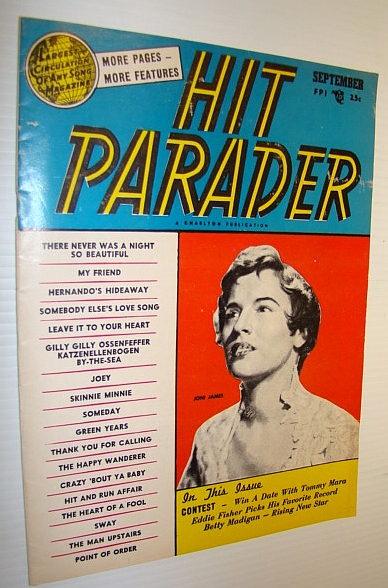 LARGEST
CIRCULATION
OF ANY SONG
MAGAZINE
MORE PAGES –
MORE FEATURES
SEPTEMBER
PPI 25c
HIT
PARADER
A CHARLTON PUBLICATION
THERE NEVER WAS A NIGHT
SO BEAUTIFUL
MY FRIEND
HERNANDO'S HIDEAWAY
SOMEBODY ELSE'S LOVE SONG
LEAVE IT TO YOUR HEART
GILLY GILLY OSSENFEFFER
KATZENELLENBOGEN
BY-THE-SEA
JOEY
SKINNIE MINNIE
SOMEDAY
GREEN YEARS
THANK YOU FOR CALLING
THE HAPPY WANDERER
CRAZY 'BOUT YA BABY
HIT AND RUN AFFAIR
THE HEART OF A FOOL
SWAY
THE MAN UPSTAIRS
POINT OF ORDER
JONI JAMES
In This Issue
CONTEST – Win A Date With Tommy Mara
Eddie Fisher Picks His Favorite Record
Betty Madigan – Rising New Star